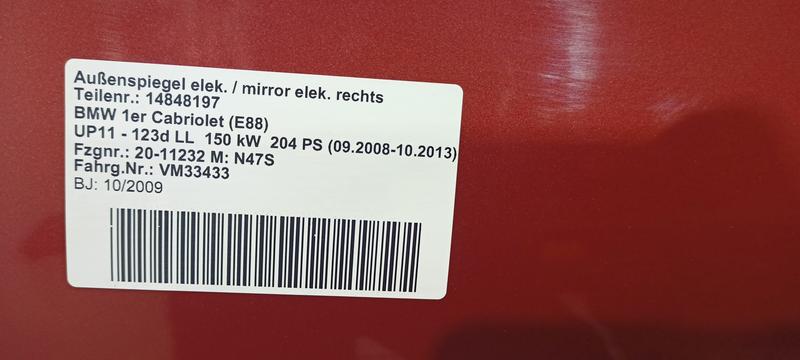 Außenspiegel elek. / mirror elek. rechts
Teilenr.: 14848197
BMW 1er Cabriolet (E88)
UP11 - 123d LL 150 kW 204 PS (09.2008-10.2013)
Fzgnr.: 20-11232 M: N47S
Fahrg.Nr.: VM33433
BJ: 10/2009